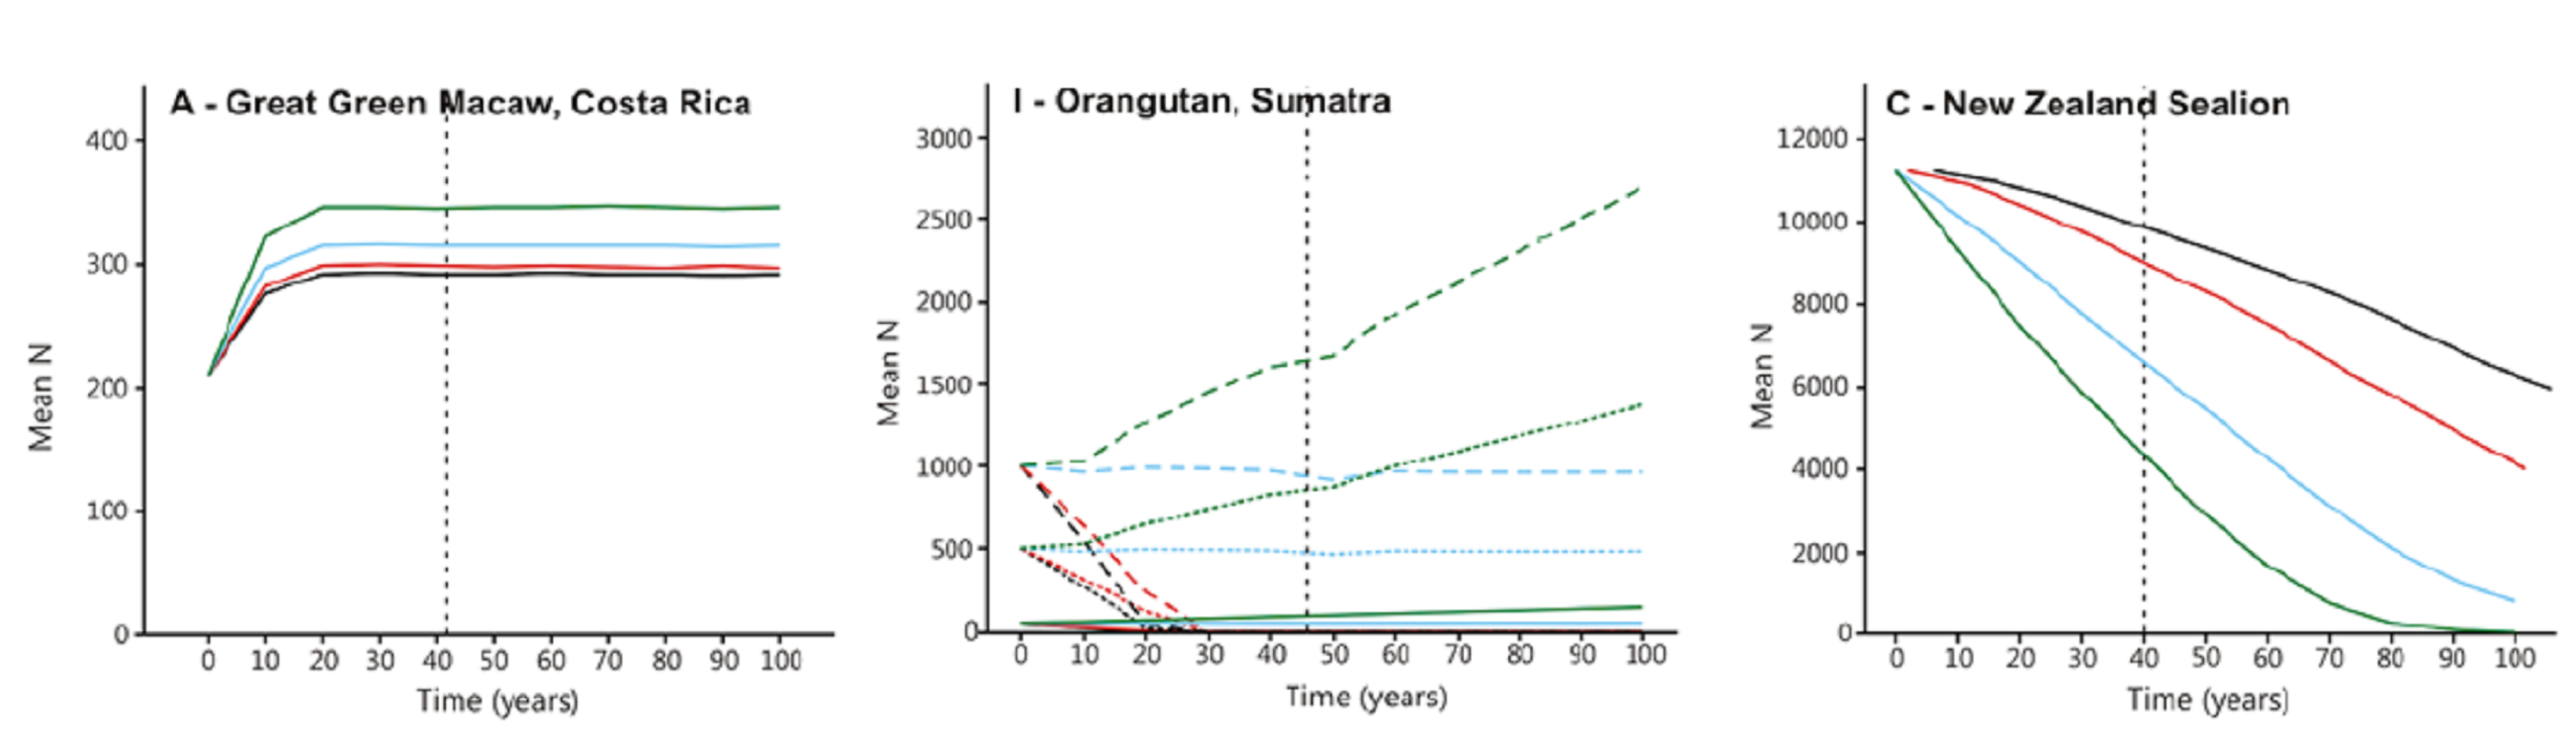 A - Great Green Macaw, Costa Rica
400
300
200
100
0
Mean N
0 10 20 30 40 50 60 70 80 90 100
Time (years)
I - Orangutan, Sumatra
3000
2500
2000
1500
1000
500
0
Mean N
0 10 20 30 40 50 60 70 80 90 100
Time (years)
C - New Zealand Sealion
12000
10000
8000
6000
4000
2000
0
Mean N
0 10 20 30 40 50 60 70 80 90 100
Time (years)